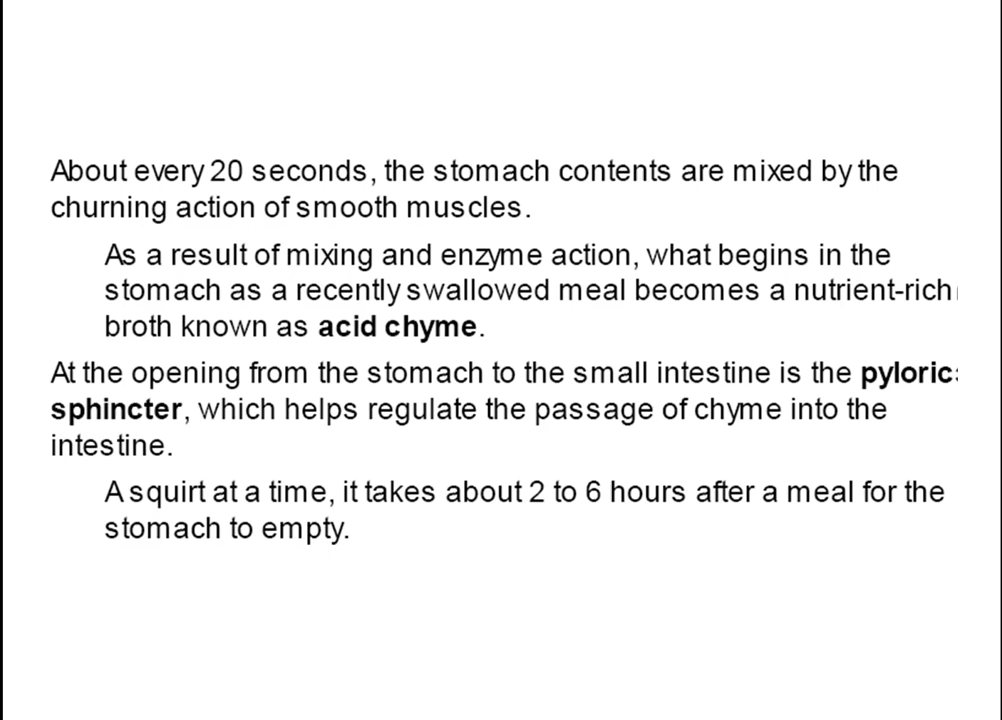 About every 20 seconds, the stomach contents are mixed by the
churning action of smooth muscles.
As a result of mixing and enzyme action, what begins in the
stomach as a recently swallowed meal becomes a nutrient-rich
broth known as acid chyme.
At the opening from the stomach to the small intestine is the pyloric
sphincter, which helps regulate the passage of chyme into the
intestine.
A squirt at a time, it takes about 2 to 6 hours after a meal for the
stomach to empty.